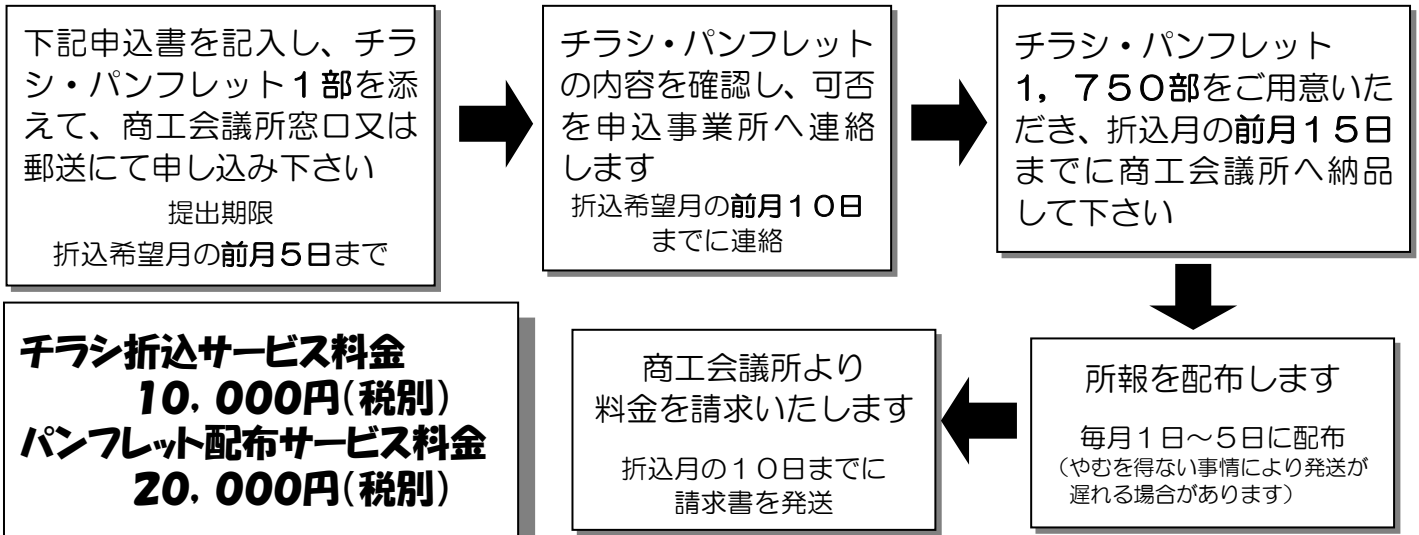 下記申込書を記入し、チラ
シ・パンフレット１部を添
えて、商工会議所窓口又は
郵送にて申し込み下さい
提出期限
折込希望月の前月５日まで
チラシ・パンフレット
の内容を確認し、可否
を申込事業所へ連絡
します
折込希望月の前月１０日
までに連絡
チラシ・パンフレット
１，７５０部をご用意いた
だき、折込月の前月１５日
までに商工会議所へ納品
して下さい
所報を配布します
毎月１日～５日に配布
（やむを得ない事情により発送が
遅れる場合があります）
商工会議所より
料金を請求いたします
折込月の１０日までに
請求書を発送
チラシ折込サービス料金
１０，０００円（税別）
パンフレット配布サービス料金
２０，０００円（税別）